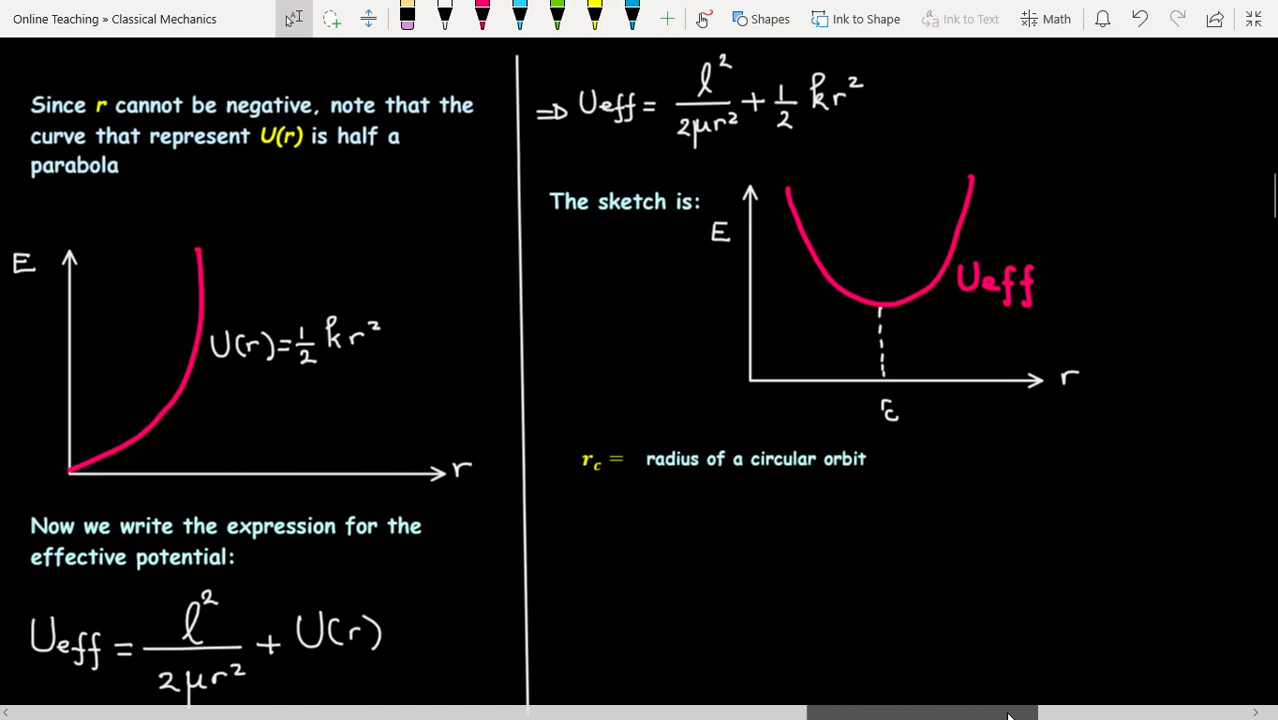 Online Teaching » Classical Mechanics
Shapes
Ink to Shape
Ink to Text
Math
Since r cannot be negative, note that the
curve that represent U(r) is half a
parabola
E
U(r)=1/2 kr²
r
Now we write the expression for the
effective potential:
Ueff = l²/2μr² + U(r)
⇒ Ueff = l²/2μr² + 1/2 kr²
The sketch is:
E
Ueff
r
rc
rc = radius of a circular orbit